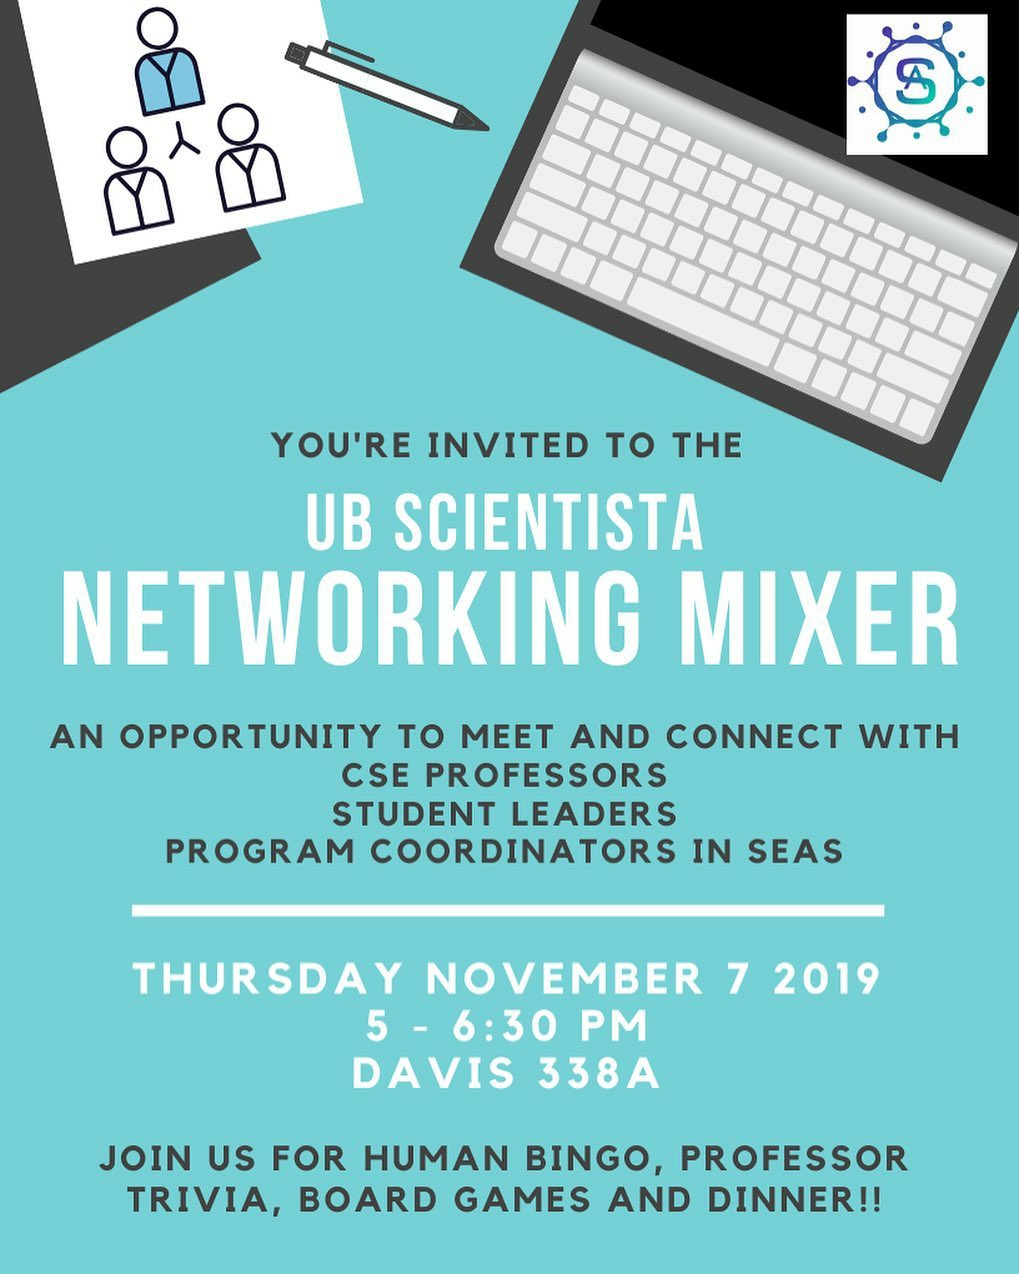 YOU'RE INVITED TO THE
UB SCIENTISTA
NETWORKING MIXER
AN OPPORTUNITY TO MEET AND CONNECT WITH
CSE PROFESSORS
STUDENT LEADERS
PROGRAM COORDINATORS IN SEAS
THURSDAY NOVEMBER 7 2019
5 - 6:30 PM
DAVIS 338A
JOIN US FOR HUMAN BINGO, PROFESSOR
TRIVIA, BOARD GAMES AND DINNER!!